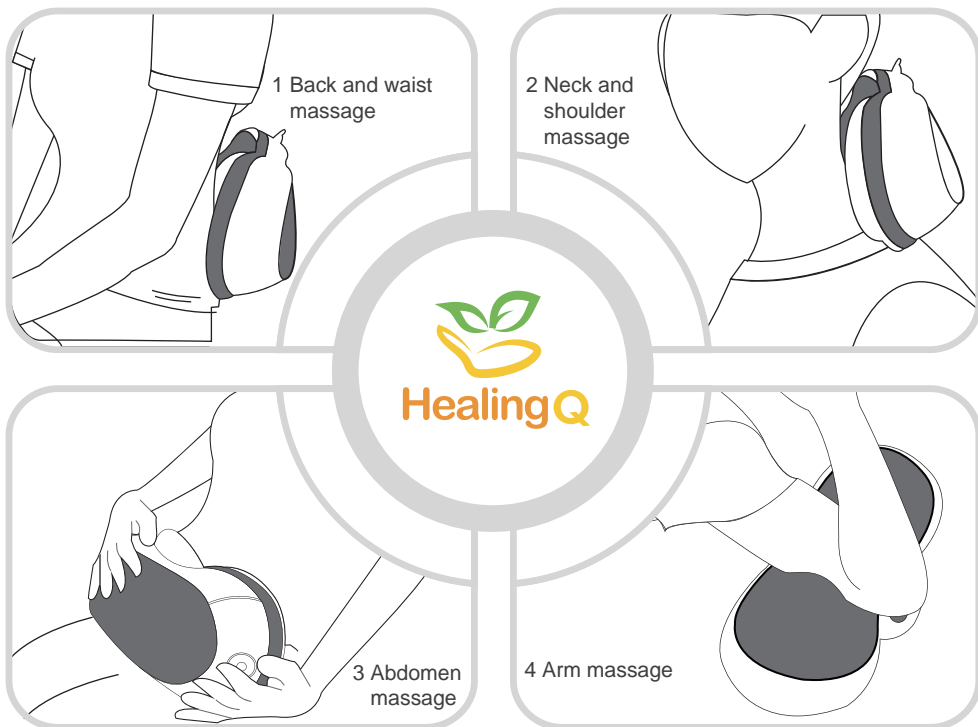 1 Back and waist
massage
2 Neck and
shoulder
massage
HealingQ
3 Abdomen
massage
4 Arm massage